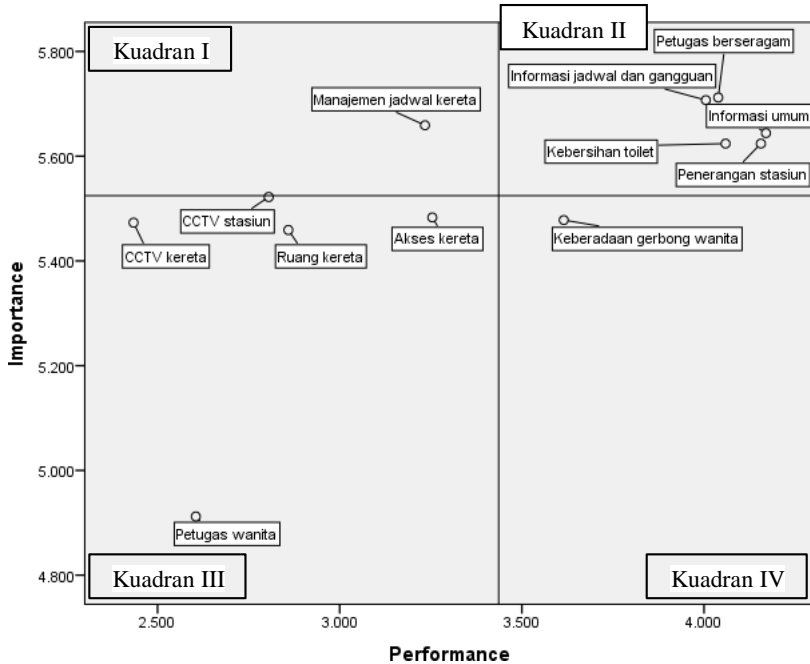 Kuadran I
Kuadran II
Petugas berseragam
Informasi jadwal dan gangguan
Manajemen jadwal kereta
Informasi umum
Kebersihan toilet
Penerangan stasiun
CCTV stasiun
CCTV kereta
Ruang kereta
Akses kereta
Keberadaan gerbong wanita
Petugas wanita
Kuadran III
Kuadran IV
Importance
5.800
5.600
5.400
5.200
5.000
4.800
2.500
3.000
3.500
4.000
Performance